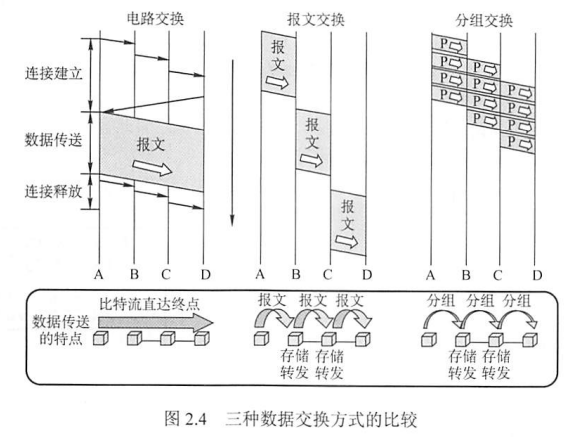 电路交换
报文交换
分组交换
A B C D
A B C D
A B C D
连接建立
数据传送
连接释放
报文
报文
报文
报文
P P P
P P P
P P P
P P P
A B C D
A B C D
A B C D
数据传送
的特点
比特流直达终点
报文 报文 报文
存储 存储
转发 转发
分组 分组 分组
存储 存储
转发 转发
图 2.4 三种数据交换方式的比较